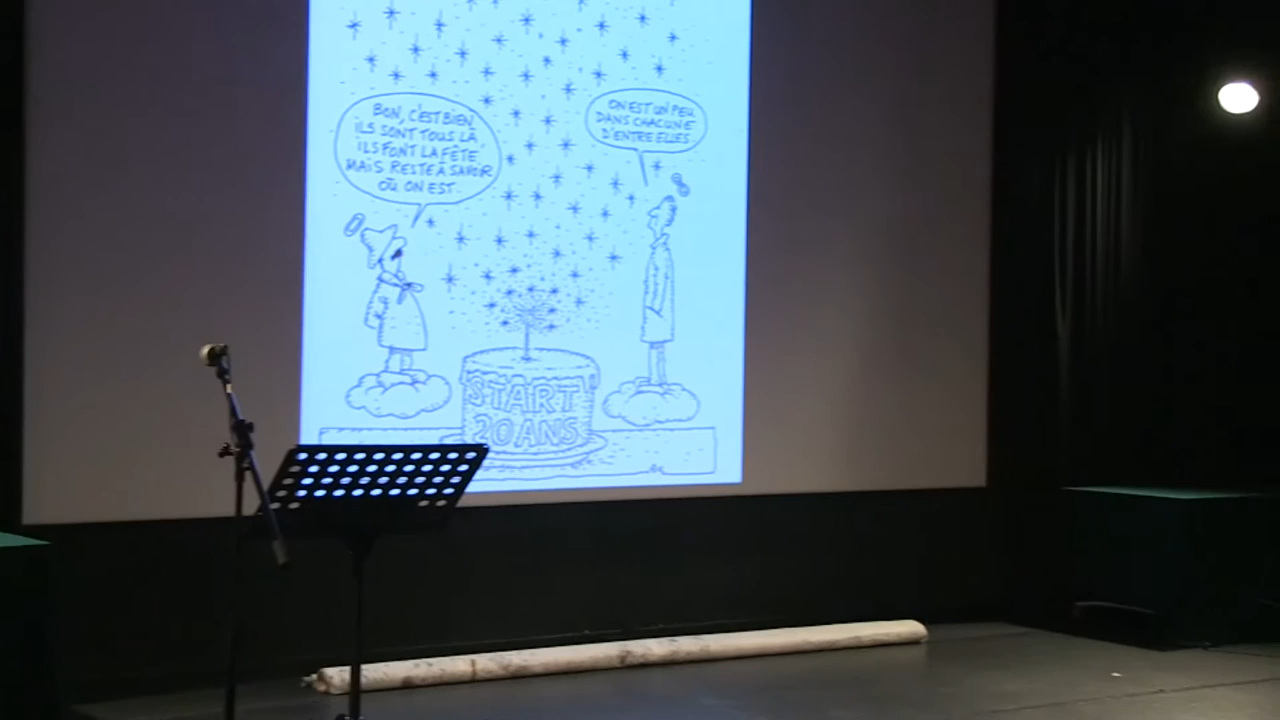 BON, C'EST BIEN,
ILS SONT TOUS LÀ,
ILS FONT LA FÊTE
MAIS RESTE À SAVOIR
OÙ ON EST.
ON EST UN PEU
DANS CHACUNE
D'ENTRE ELLES
START
20 ANS